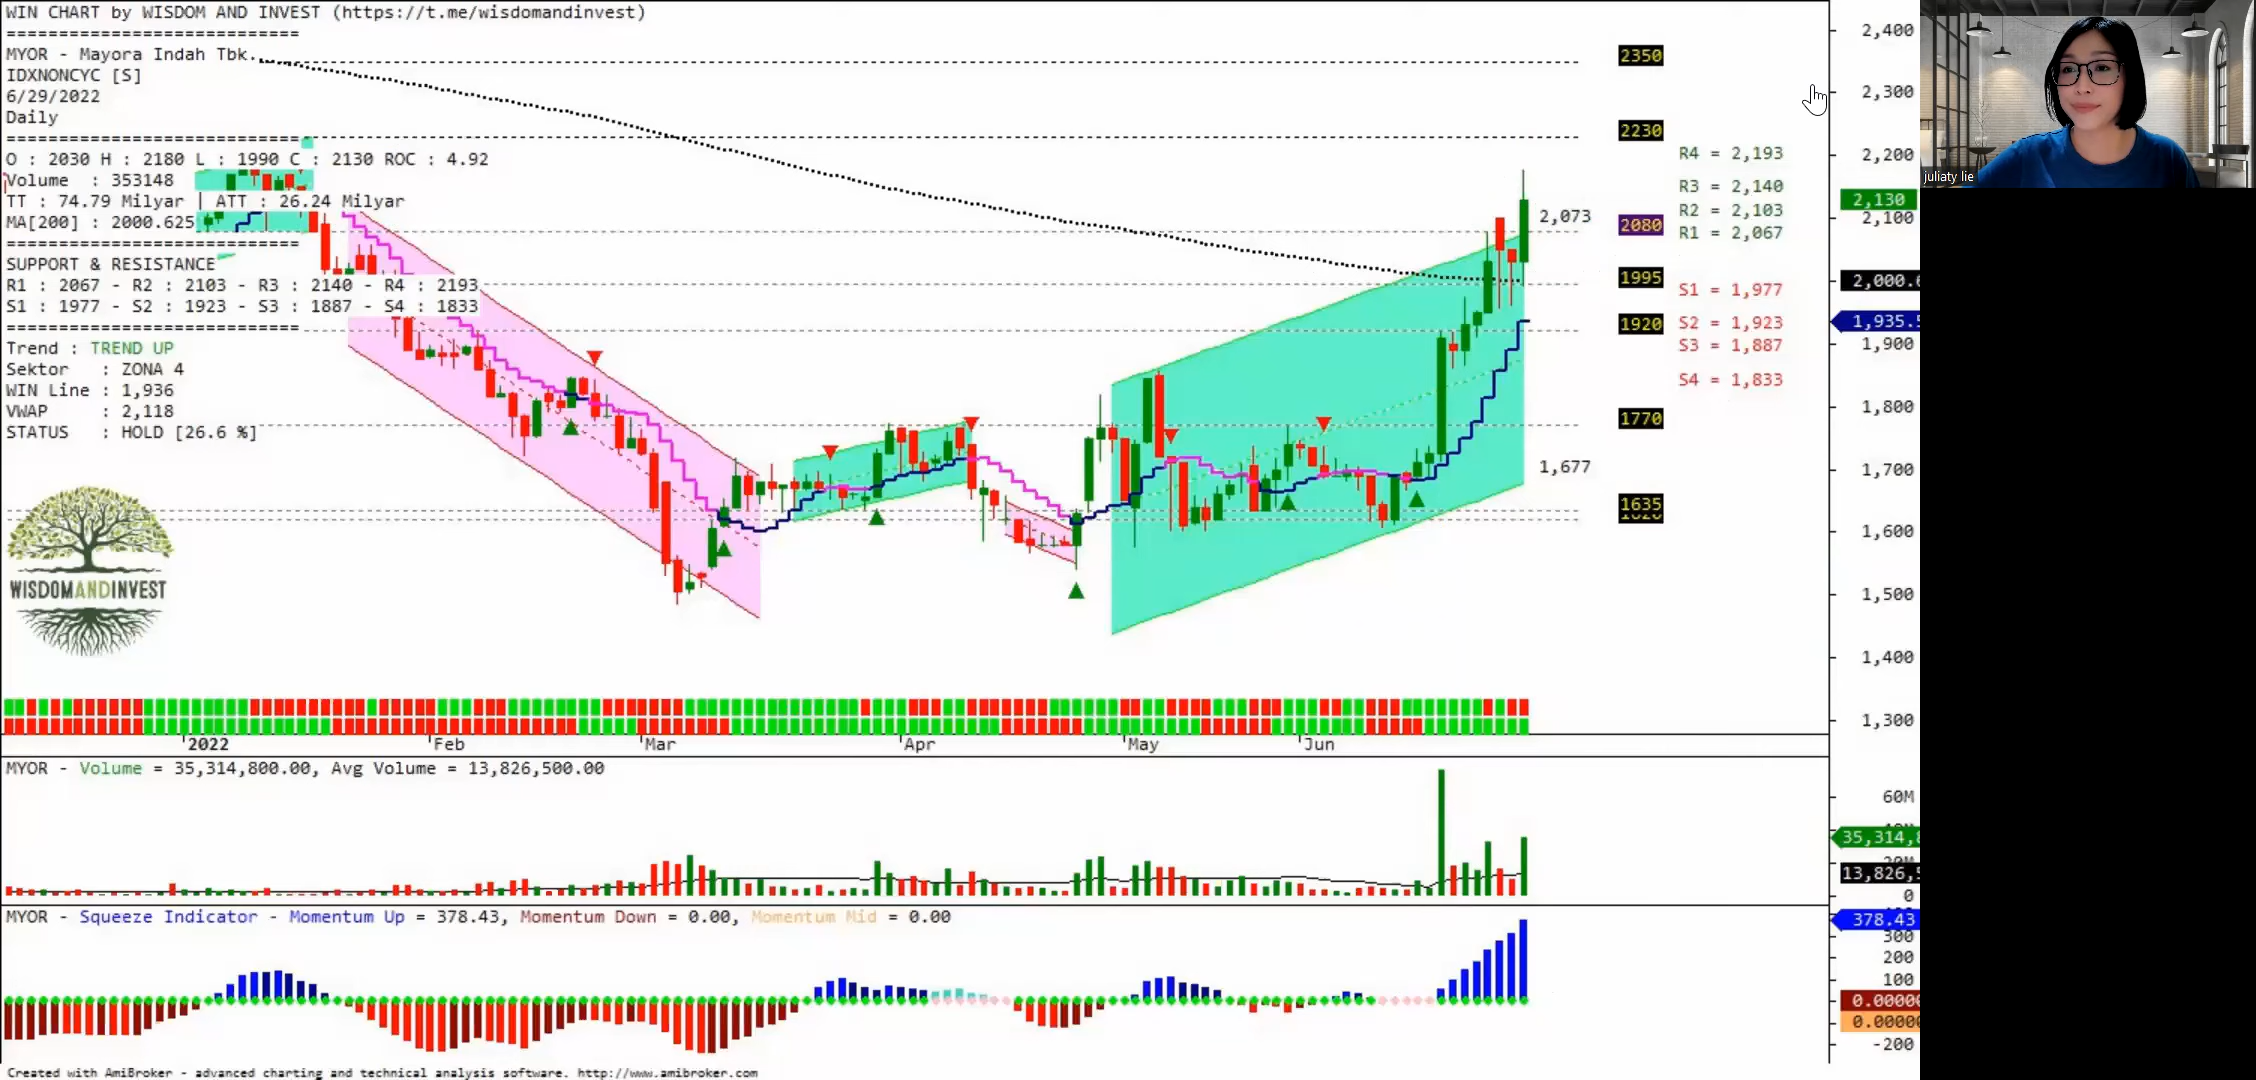 WIN CHART by WISDOM AND INVEST (https://t.me/wisdomandinvest)
============================
MYOR - Mayora Indah Tbk.
IDXNONCYC [S]
6/29/2022
Daily
============================
O : 2030 H : 2180 L : 1990 C : 2130 ROC : 4.92
Volume : 353148
TT : 74.79 Milyar | ATT : 26.24 Milyar
MA[200] : 2000.625
============================
SUPPORT & RESISTANCE
R1 : 2067 - R2 : 2103 - R3 : 2140 - R4 : 2193
S1 : 1977 - S2 : 1923 - S3 : 1887 - S4 : 1833
============================
Trend : TREND UP
Sektor : ZONA 4
WIN Line : 1,936
VWAP : 2,118
STATUS : HOLD [26.6 %]
WISDOMANDINVEST
2,073
1,677
2350
2230
2080
1995
1920
1770
1635
R4 = 2,193
R3 = 2,140
R2 = 2,103
R1 = 2,067
S1 = 1,977
S2 = 1,923
S3 = 1,887
S4 = 1,833
2,400
2,300
2,200
2,130
2,100
2,000.6
1,935.5
1,900
1,800
1,700
1,600
1,500
1,400
1,300
juliaty lie
2022 Feb Mar Apr May Jun
MYOR - Volume = 35,314,800.00, Avg Volume = 13,826,500.00
60M
35,314,8
13,826,5
0
MYOR - Squeeze Indicator - Momentum Up = 378.43, Momentum Down = 0.00, Momentum Mid = 0.00
378.43
300
200
100
0.00000
0.00000
-200
Created with AmiBroker - advanced charting and technical analysis software. http://www.amibroker.com